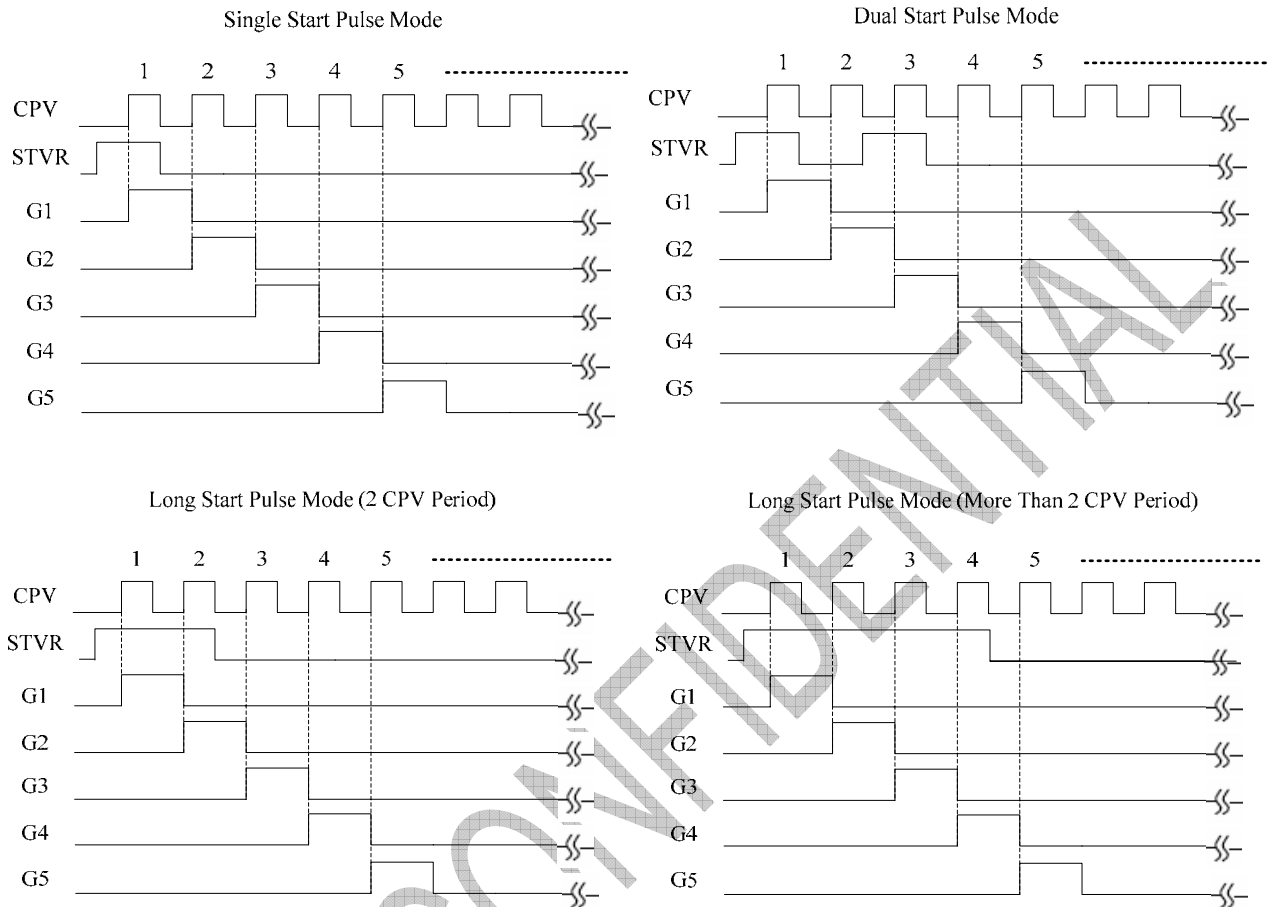 Single Start Pulse Mode
1 2 3 4 5
CPV
STVR
G1
G2
G3
G4
G5
Dual Start Pulse Mode
1 2 3 4 5
CPV
STVR
G1
G2
G3
G4
G5
Long Start Pulse Mode (2 CPV Period)
1 2 3 4 5
CPV
STVR
G1
G2
G3
G4
G5
Long Start Pulse Mode (More Than 2 CPV Period)
1 2 3 4 5
CPV
STVR
G1
G2
G3
G4
G5
CONFIDENTIAL